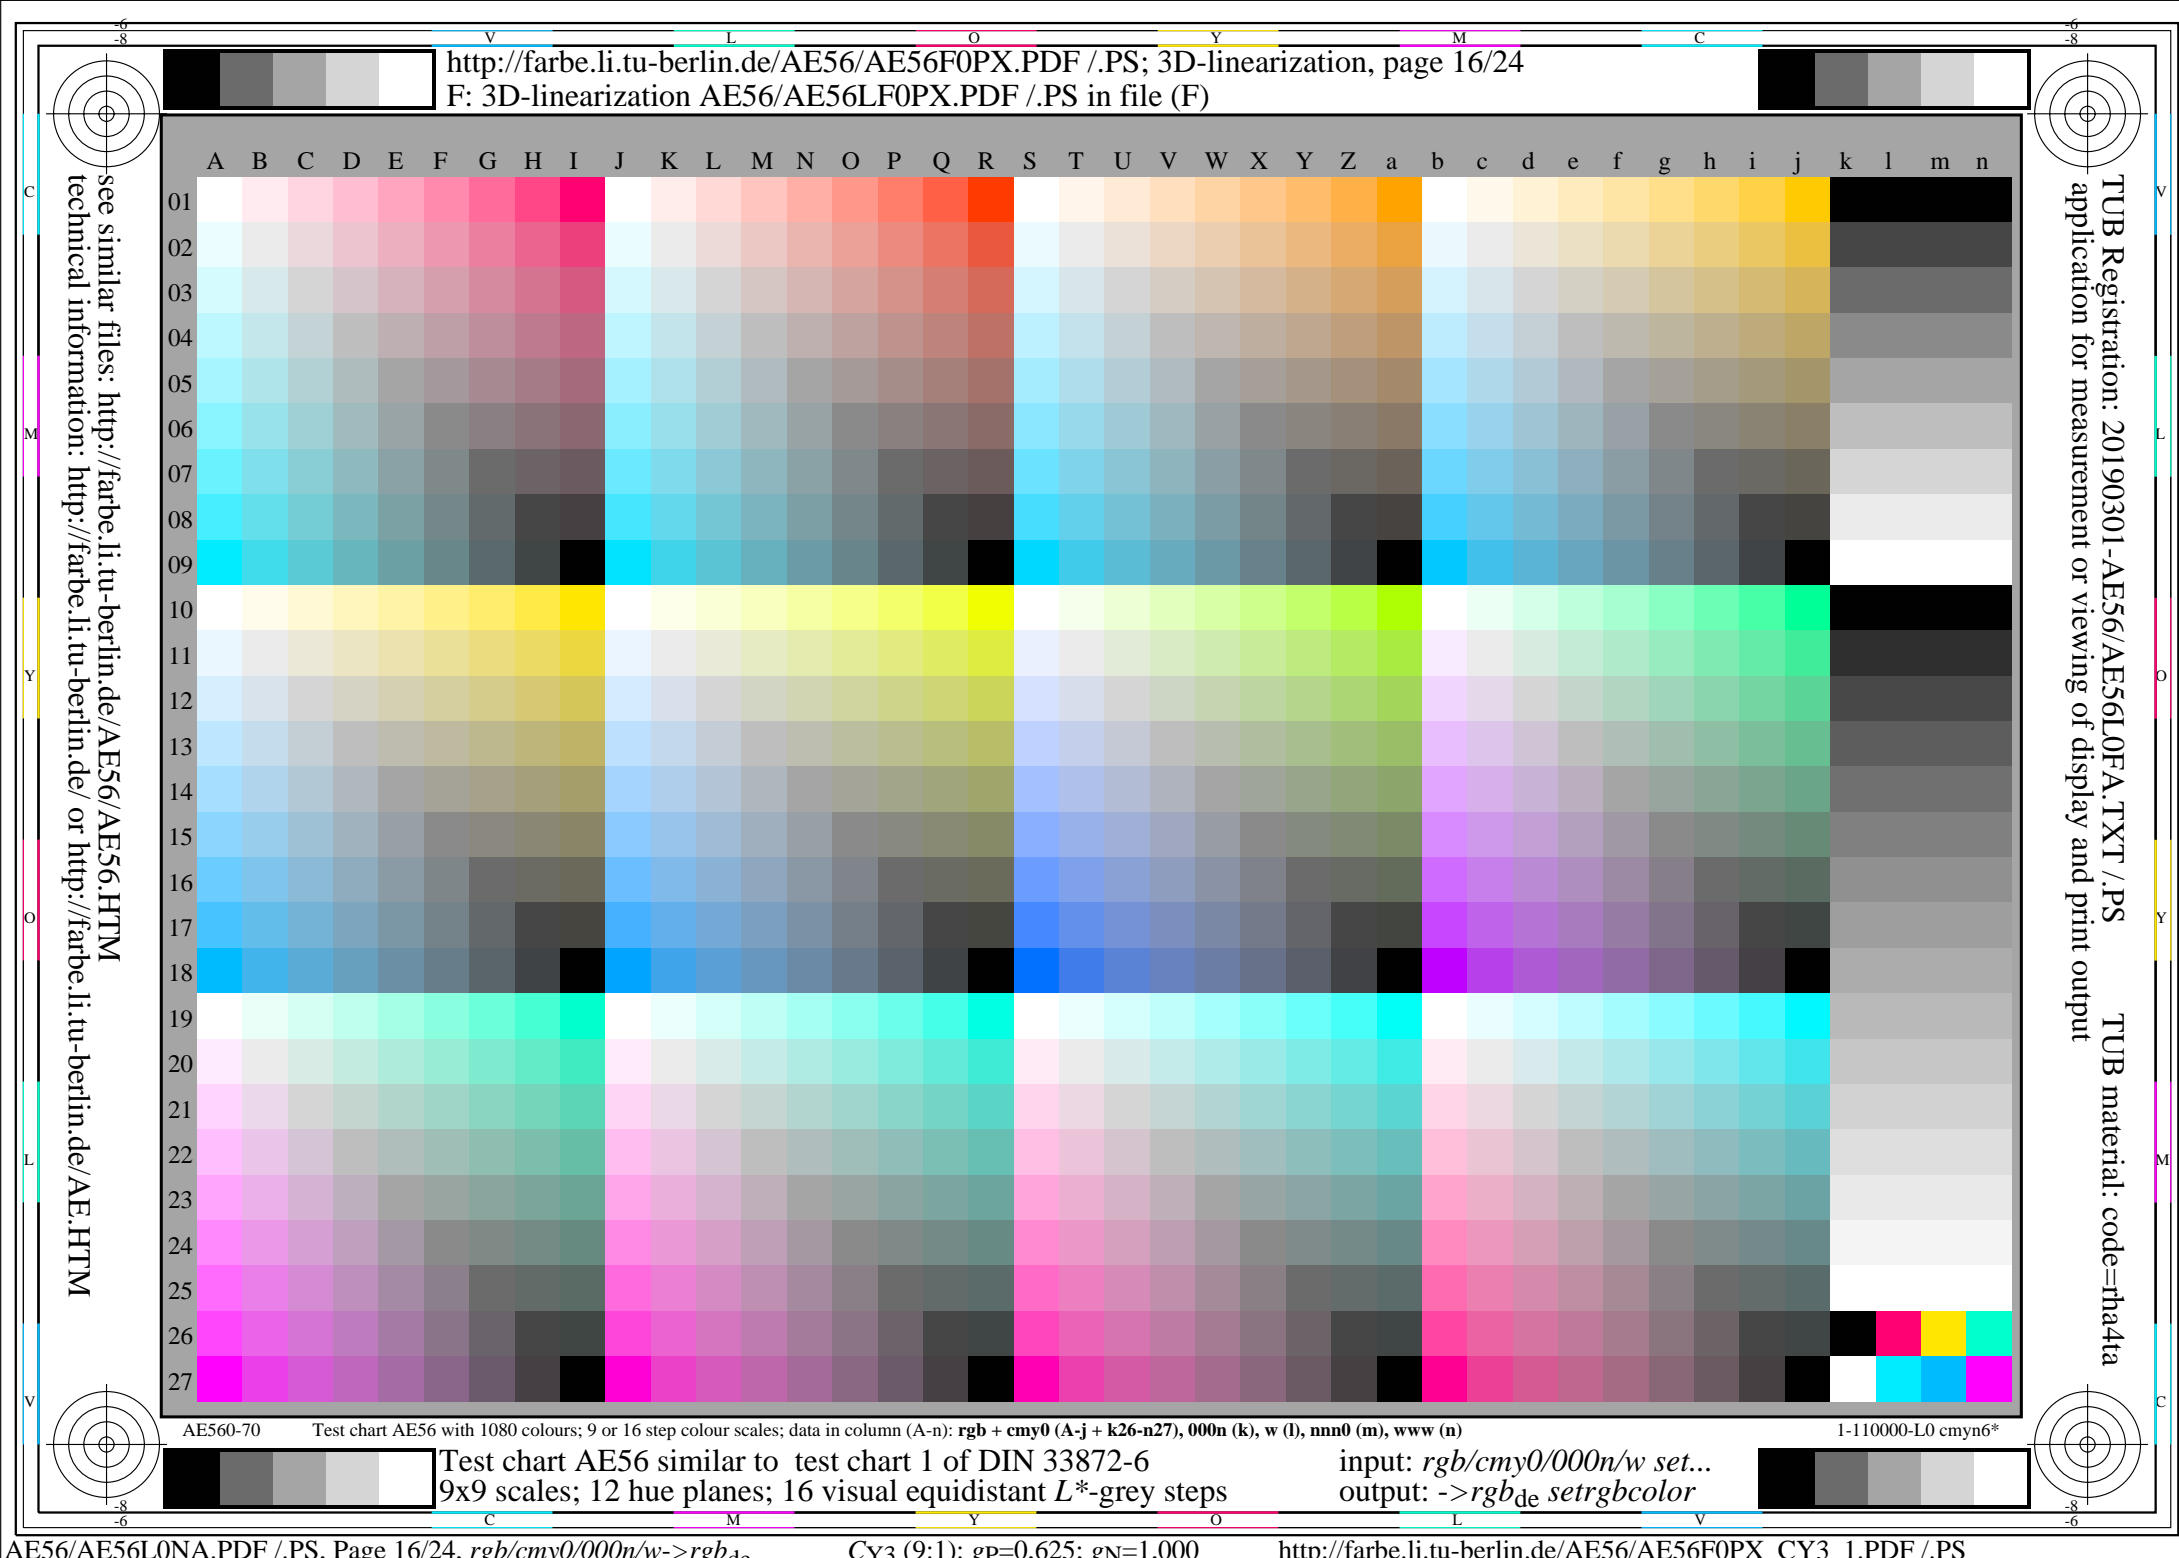 -6
-8
-6
-8
V L O Y M C
http://farbe.li.tu-berlin.de/AE56/AE56F0PX.PDF /.PS; 3D-linearization, page 16/24
F: 3D-linearization AE56/AE56LF0PX.PDF /.PS in file (F)
A B C D E F G H I J K L M N O P Q R S T U V W X Y Z a b c d e f g h i j k l m n
01
02
03
04
05
06
07
08
09
10
11
12
13
14
15
16
17
18
19
20
21
22
23
24
25
26
27
see similar files: http://farbe.li.tu-berlin.de/AE56/AE56.HTM
technical information: http://farbe.li.tu-berlin.de/ or http://farbe.li.tu-berlin.de/AE.HTM
TUB Registration: 20190301-AE56/AE56L0FA.TXT /.PS TUB material: code=rha4ta
application for measurement or viewing of display and print output
C
M
Y
O
L
V
V
L
O
Y
M
C
AE560-70 Test chart AE56 with 1080 colours; 9 or 16 step colour scales; data in column (A-n): rgb + cmy0 (A-j + k26-n27), 000n (k), w (l), nnn0 (m), www (n) 1-110000-L0 cmyn6*
Test chart AE56 similar to test chart 1 of DIN 33872-6
9x9 scales; 12 hue planes; 16 visual equidistant L*-grey steps
input: rgb/cmy0/000n/w set...
output: ->rgbde setrgbcolor
-8
-6
-8
-6
C M Y O L V
AE56/AE56L0NA.PDF /.PS, Page 16/24, rgb/cmy0/000n/w->rgbde CY3 (9:1): gP=0,625; gN=1,000 http://farbe.li.tu-berlin.de/AE56/AE56F0PX_CY3_1.PDF /.PS